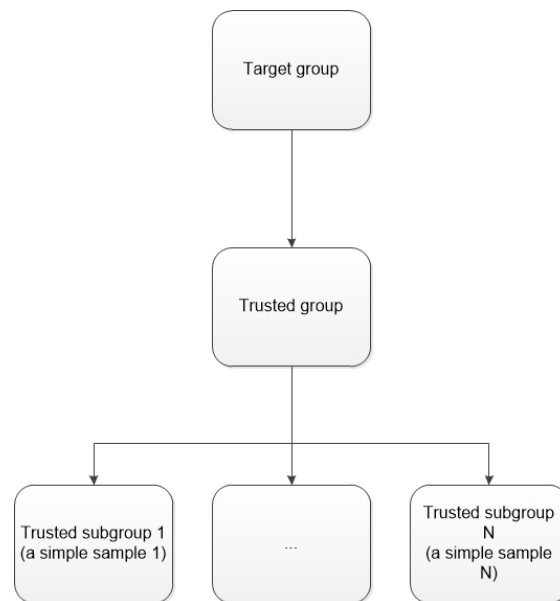 Target group
Trusted group
Trusted subgroup 1
(a simple sample 1)
...
Trusted subgroup
N
(a simple sample
N)